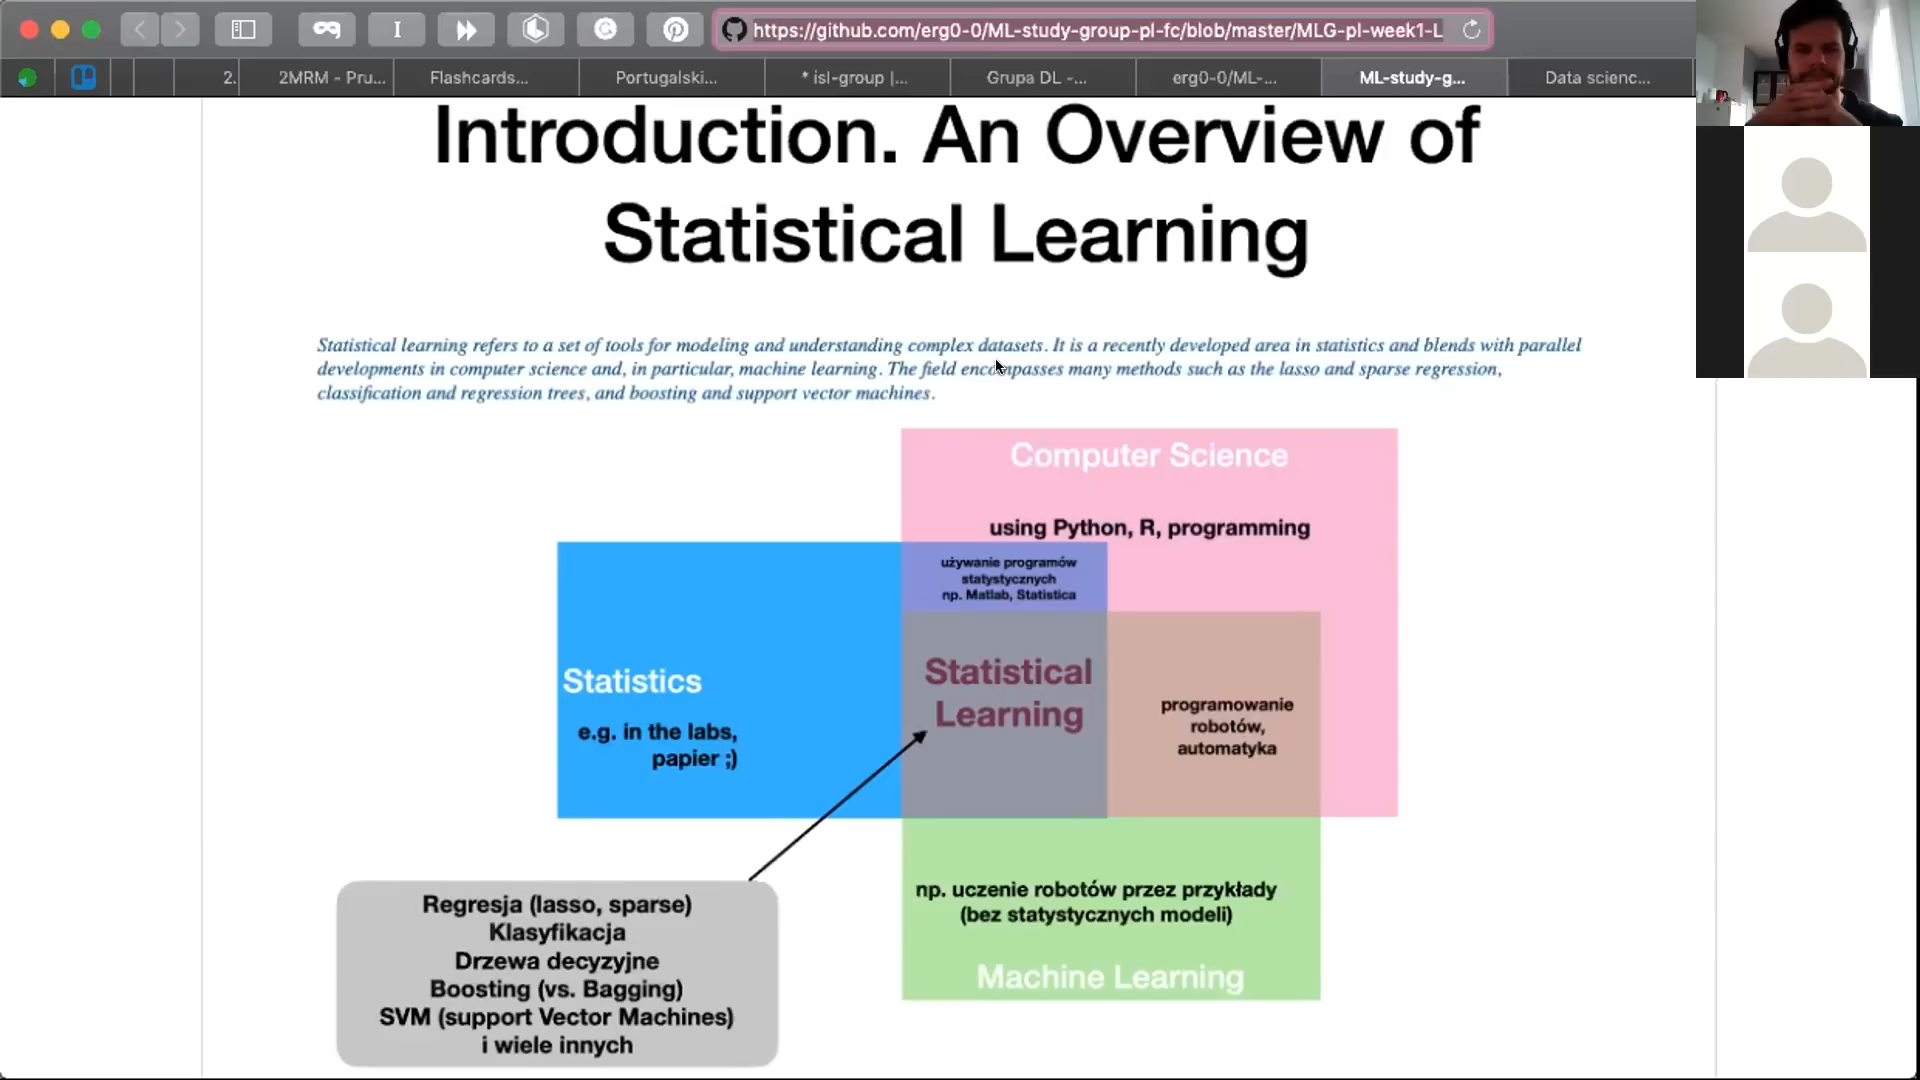 https://github.com/erg0-0/ML-study-group-pl-fc/blob/master/MLG-pl-week1-L
2.
2MRM - Pru...
Flashcards...
Portugalski...
* isl-group |...
Grupa DL -...
erg0-0/ML-...
ML-study-g...
Data scienc...
Introduction. An Overview of
Statistical Learning
Statistical learning refers to a set of tools for modeling and understanding complex datasets. It is a recently developed area in statistics and blends with parallel
developments in computer science and, in particular, machine learning. The field encompasses many methods such as the lasso and sparse regression,
classification and regression trees, and boosting and support vector machines.
Computer Science
using Python, R, programming
używanie programów
statystycznych
np. Matlab, Statistica
Statistics
e.g. in the labs,
papier ;)
Statistical
Learning
programowanie
robotów,
automatyka
np. uczenie robotów przez przykłady
(bez statystycznych modeli)
Machine Learning
Regresja (lasso, sparse)
Klasyfikacja
Drzewa decyzyjne
Boosting (vs. Bagging)
SVM (support Vector Machines)
i wiele innych